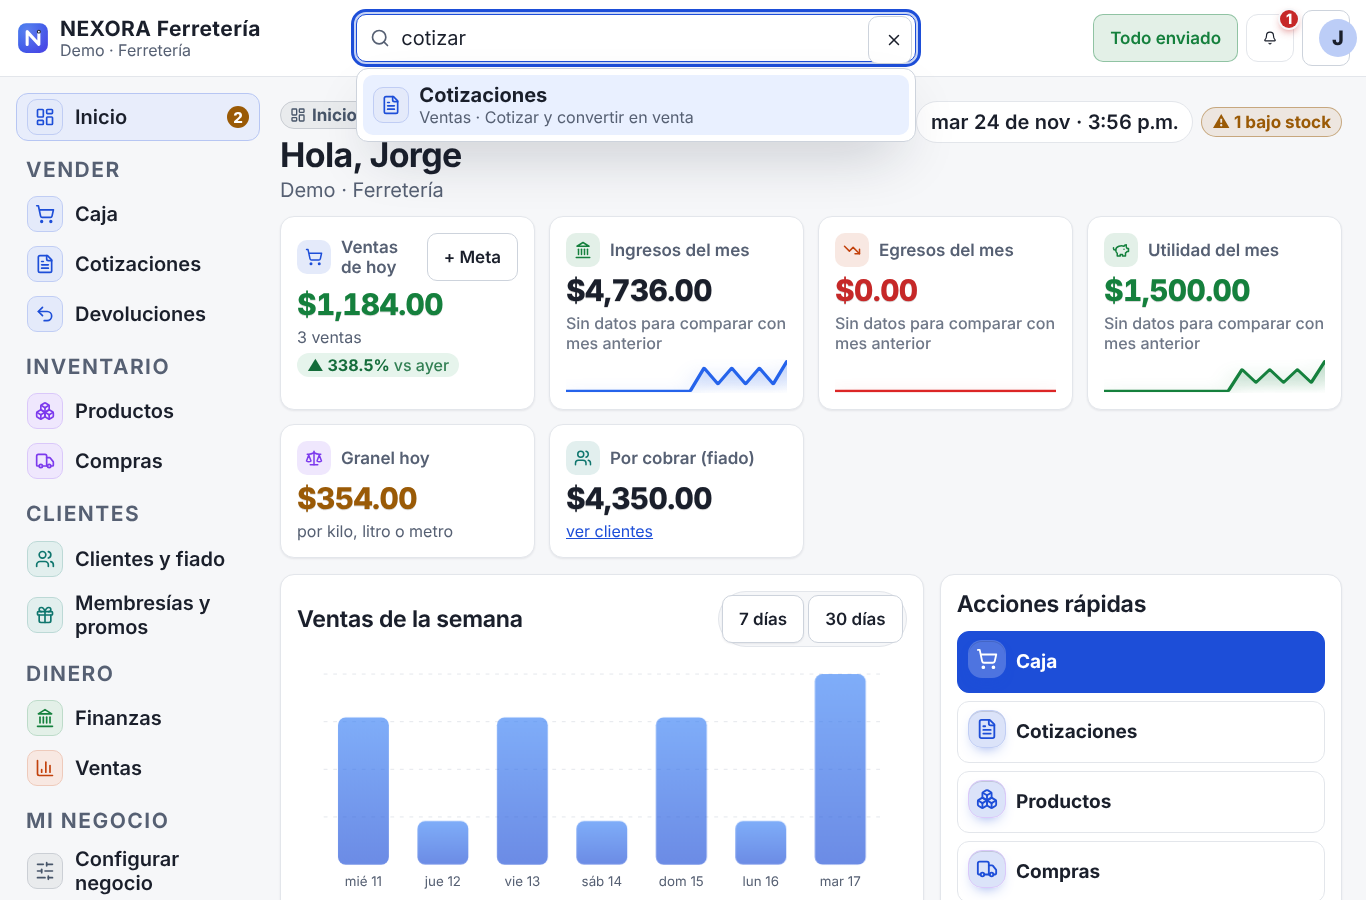 NEXORA Ferretería
Demo · Ferretería
cotizar
Todo enviado
1
J
Cotizaciones
Ventas · Cotizar y convertir en venta
Inicio
2
VENDER
Caja
Cotizaciones
Devoluciones
INVENTARIO
Productos
Compras
CLIENTES
Clientes y fiado
Membresías y
promos
DINERO
Finanzas
Ventas
MI NEGOCIO
Configurar
negocio
Inicio
mar 24 de nov · 3:56 p.m.
1 bajo stock
Hola, Jorge
Demo · Ferretería
Ventas
de hoy
+ Meta
$1,184.00
3 ventas
▲ 338.5% vs ayer
Ingresos del mes
$4,736.00
Sin datos para comparar con
mes anterior
Egresos del mes
$0.00
Sin datos para comparar con
mes anterior
Utilidad del mes
$1,500.00
Sin datos para comparar con
mes anterior
Granel hoy
$354.00
por kilo, litro o metro
Por cobrar (fiado)
$4,350.00
ver clientes
Ventas de la semana
7 días
30 días
mié 11
jue 12
vie 13
sáb 14
dom 15
lun 16
mar 17
Acciones rápidas
Caja
Cotizaciones
Productos
Compras